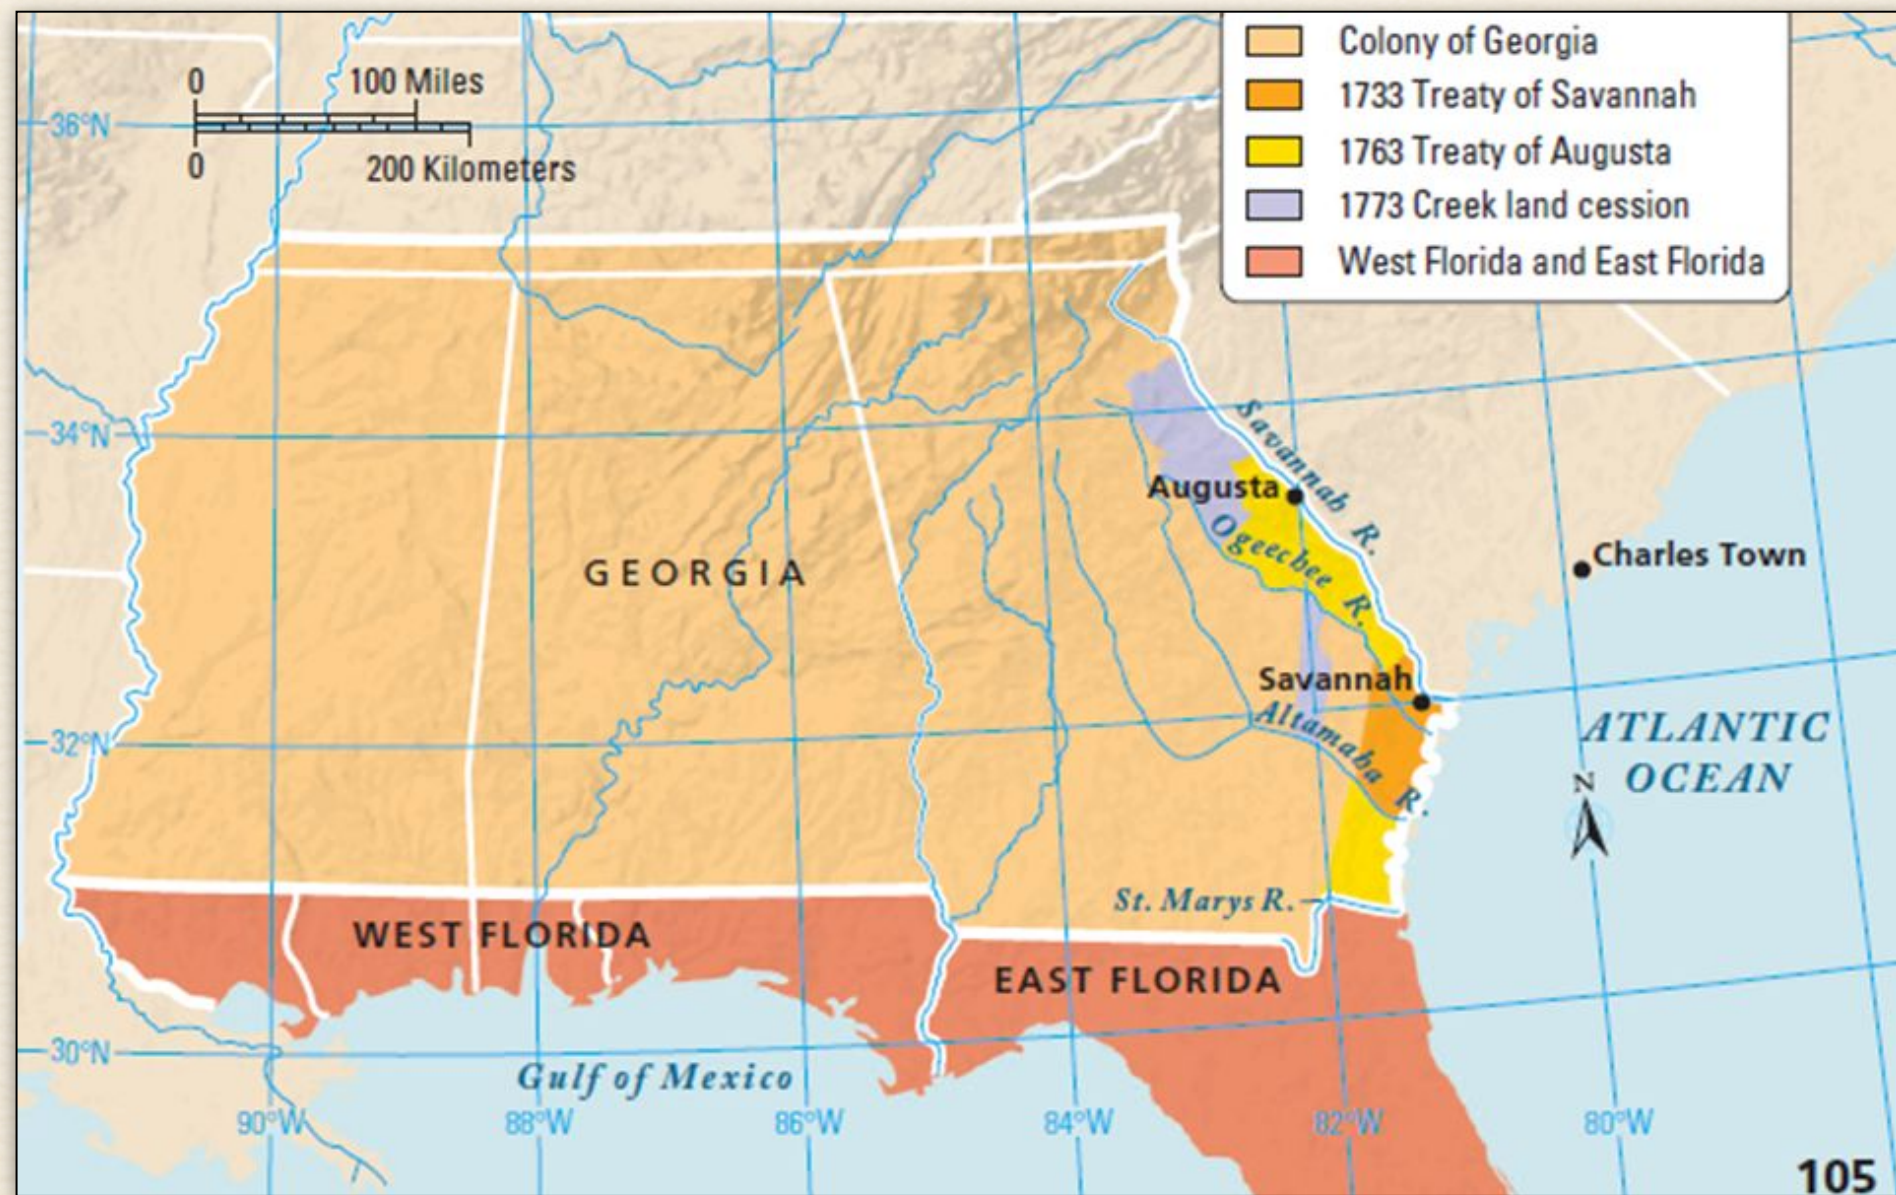 Colony of Georgia
1733 Treaty of Savannah
1763 Treaty of Augusta
1773 Creek land cession
West Florida and East Florida
0 100 Miles
0 200 Kilometers
36°N
34°N
32°N
30°N
Savannah R.
Augusta
Ogeechee R.
Charles Town
GEORGIA
Savannah
Altamaha R.
ATLANTIC
OCEAN
N
St. Marys R.
WEST FLORIDA
EAST FLORIDA
Gulf of Mexico
90°W 88°W 86°W 84°W 82°W 80°W
105